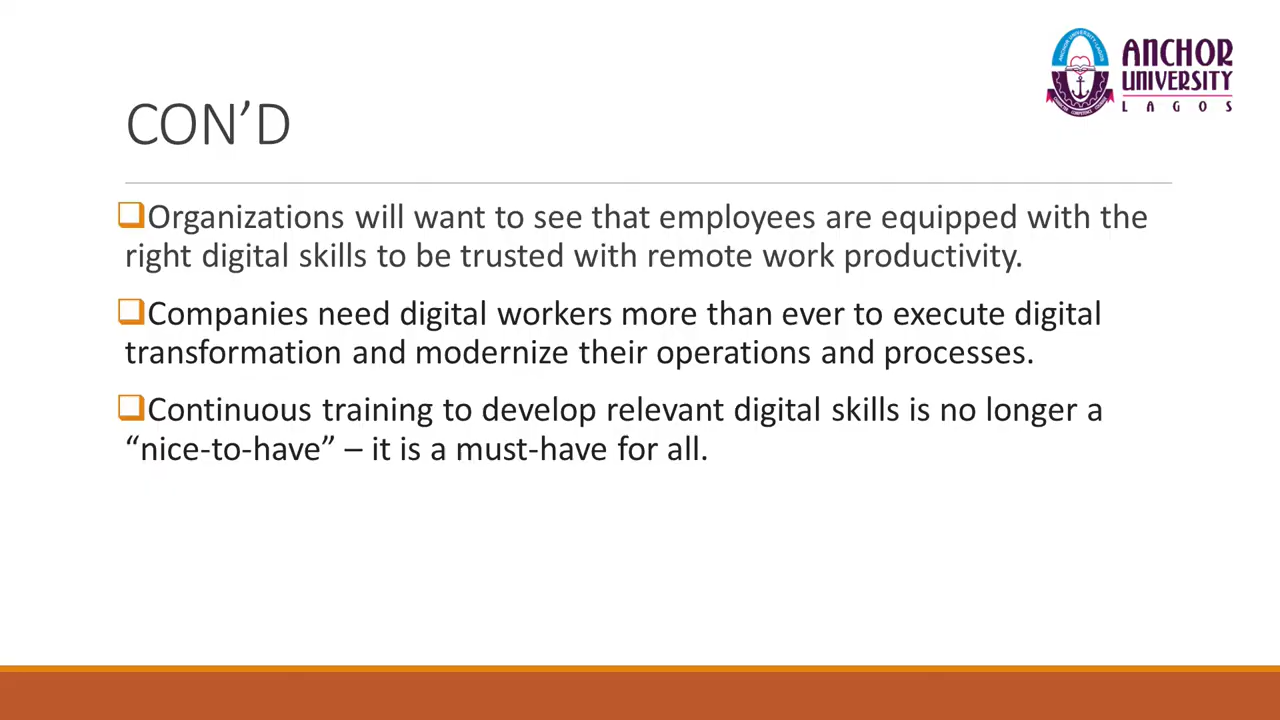 ANCHOR
UNIVERSITY
LAGOS
CON’D
Organizations will want to see that employees are equipped with the
right digital skills to be trusted with remote work productivity.
Companies need digital workers more than ever to execute digital
transformation and modernize their operations and processes.
Continuous training to develop relevant digital skills is no longer a
“nice-to-have” – it is a must-have for all.